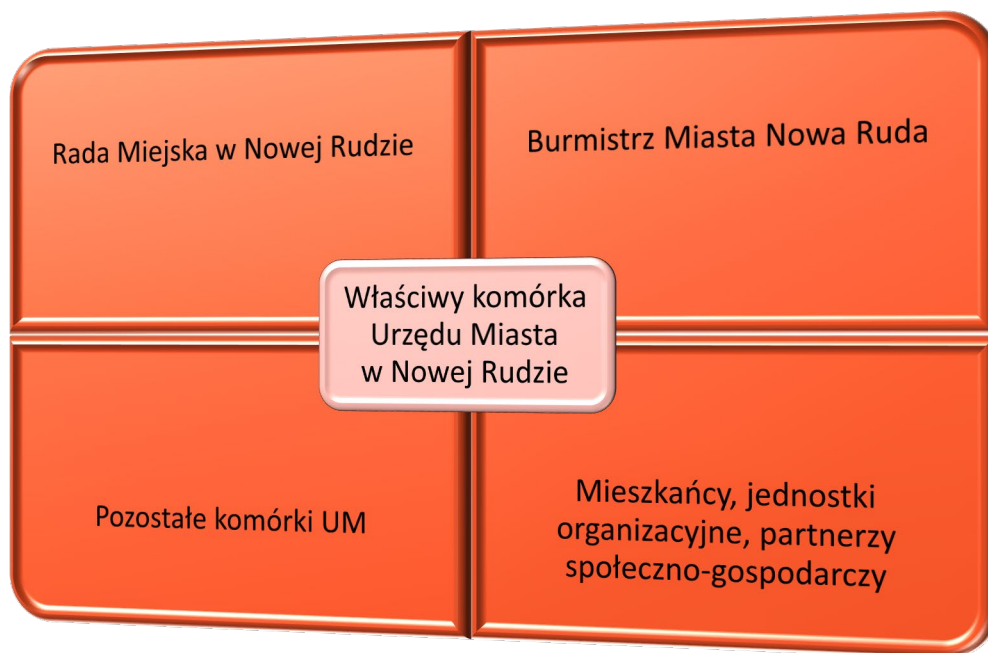 Rada Miejska w Nowej Rudzie
Burmistrz Miasta Nowa Ruda
Właściwy komórka
Urzędu Miasta
w Nowej Rudzie
Pozostałe komórki UM
Mieszkańcy, jednostki
organizacyjne, partnerzy
społeczno-gospodarczy